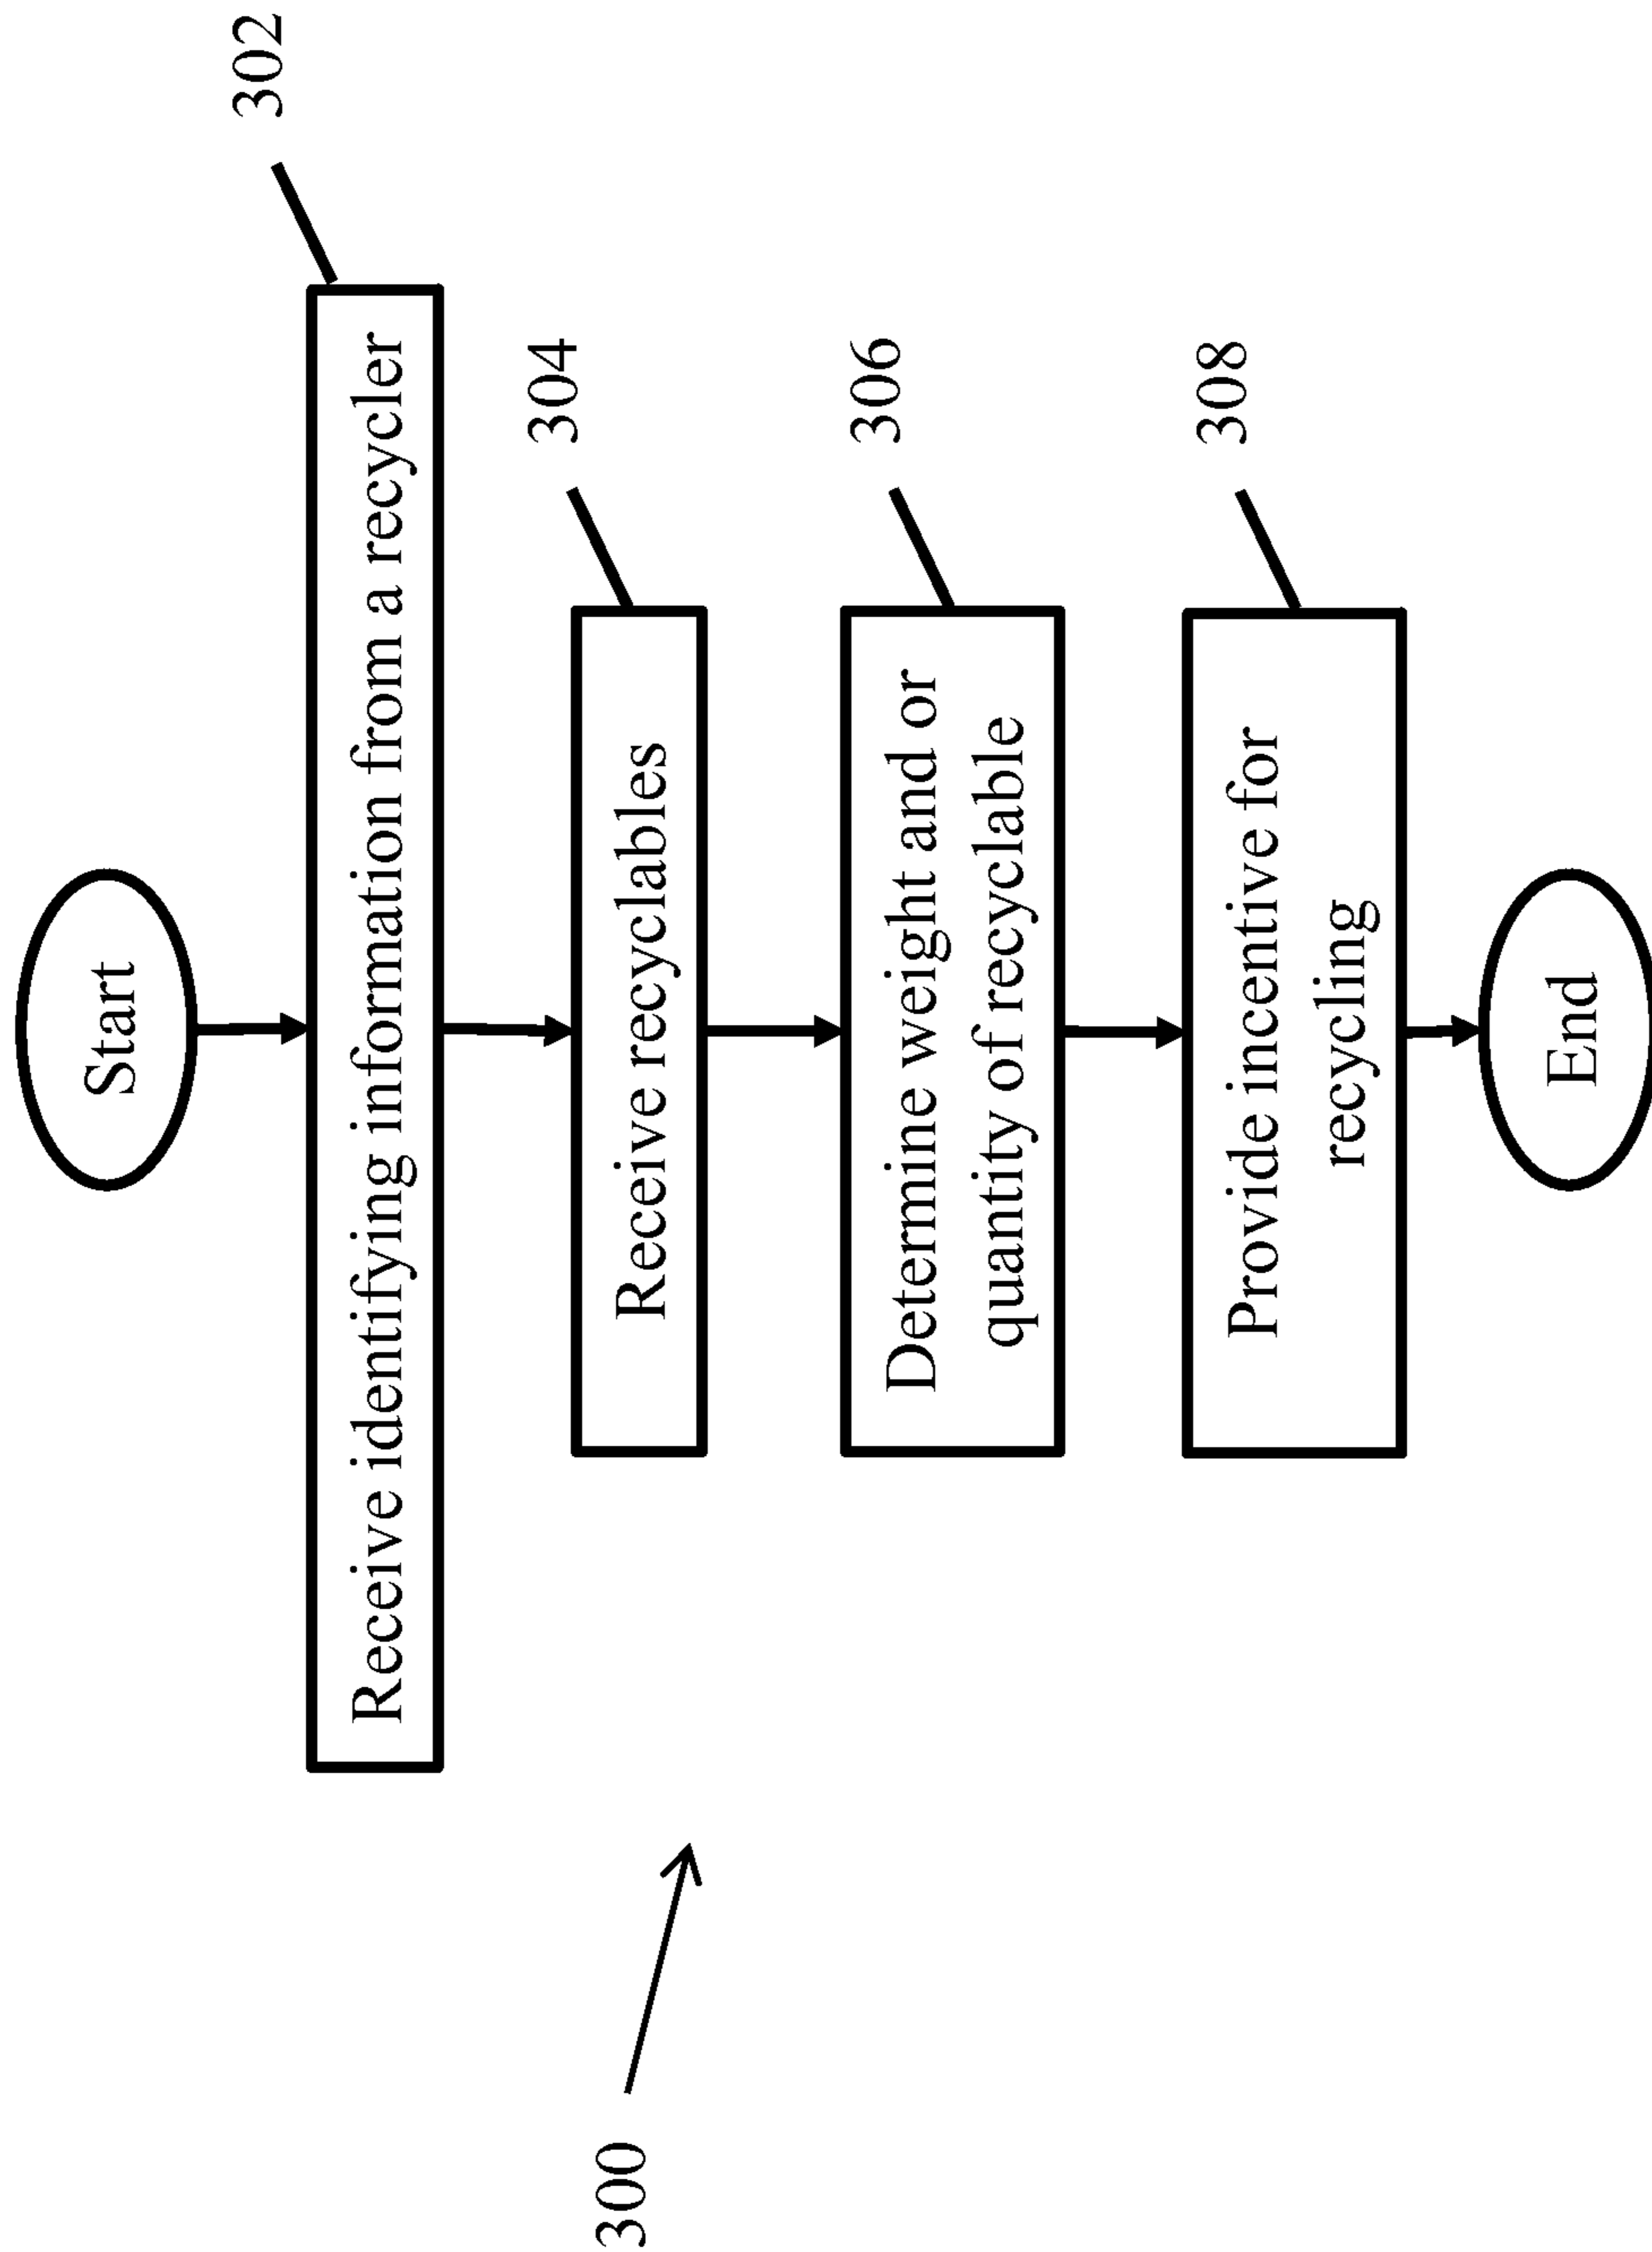 Start
302
Receive identifying information from a recycler
304
Receive recyclables
306
Determine weight and or
quantity of recyclable
308
Provide incentive for
recycling
End
300